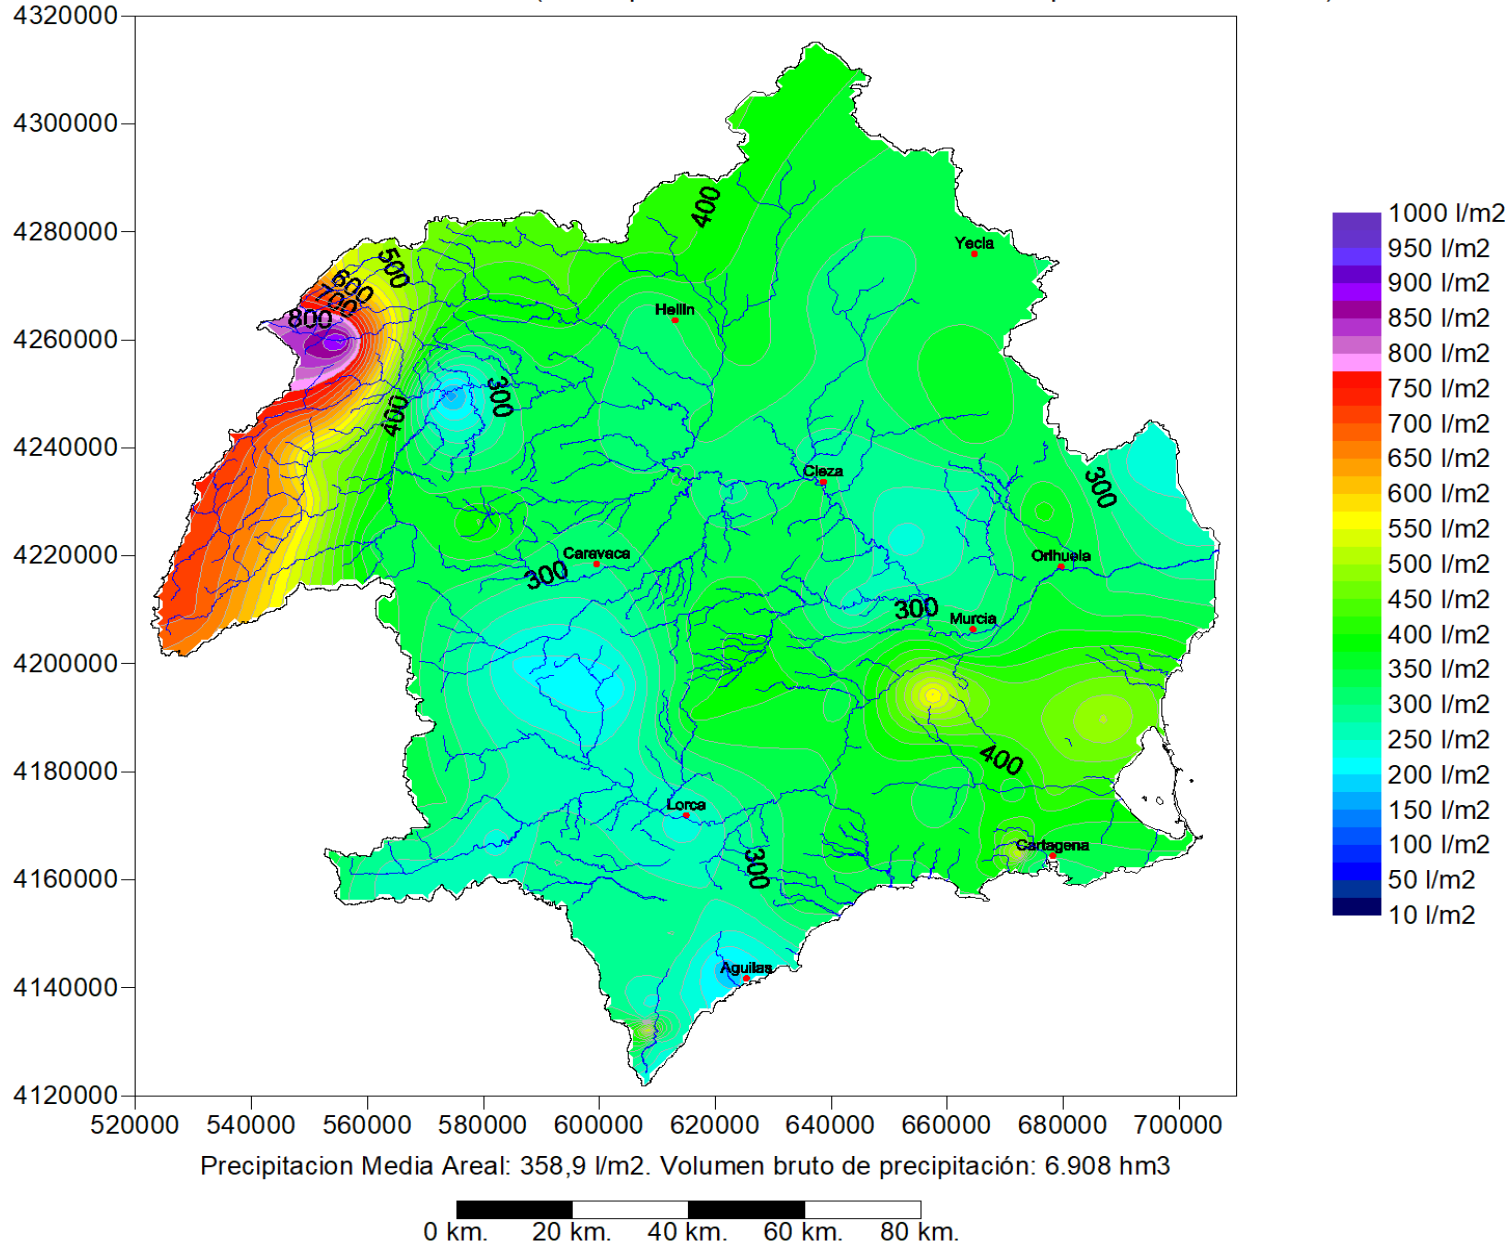 4320000
4300000
4280000
4260000
4240000
4220000
4200000
4180000
4160000
4140000
4120000
520000 540000 560000 580000 600000 620000 640000 660000 680000 700000
400
500
600
700
800
400
300
300
300
300
400
300
Yecla
Hellin
Cieza
Caravaca
Orihuela
Murcia
Lorca
Cartagena
Aguilas
1000 l/m2
950 l/m2
900 l/m2
850 l/m2
800 l/m2
750 l/m2
700 l/m2
650 l/m2
600 l/m2
550 l/m2
500 l/m2
450 l/m2
400 l/m2
350 l/m2
300 l/m2
250 l/m2
200 l/m2
150 l/m2
100 l/m2
50 l/m2
10 l/m2
Precipitacion Media Areal: 358,9 l/m2. Volumen bruto de precipitación: 6.908 hm3
0 km. 20 km. 40 km. 60 km. 80 km.